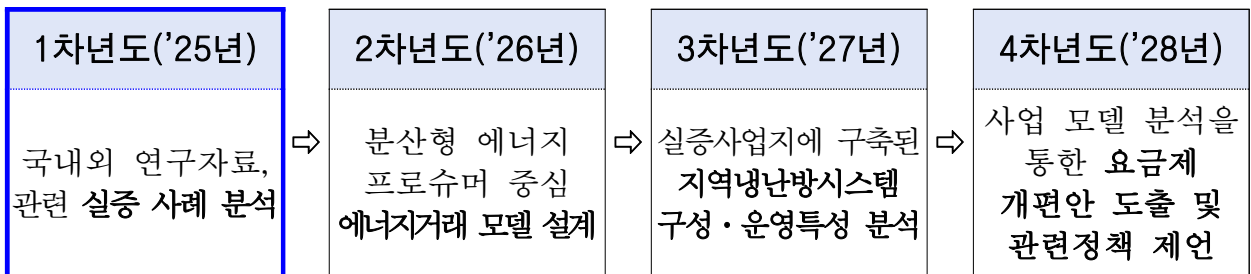 1차년도('25년)
국내외 연구자료,
관련 실증 사례 분석
⇨
2차년도('26년)
분산형 에너지
프로슈머 중심
에너지거래 모델 설계
⇨
3차년도('27년)
실증사업지에 구축된
지역냉난방시스템
구성·운영특성 분석
⇨
4차년도('28년)
사업 모델 분석을
통한 요금제
개편안 도출 및
관련정책 제언